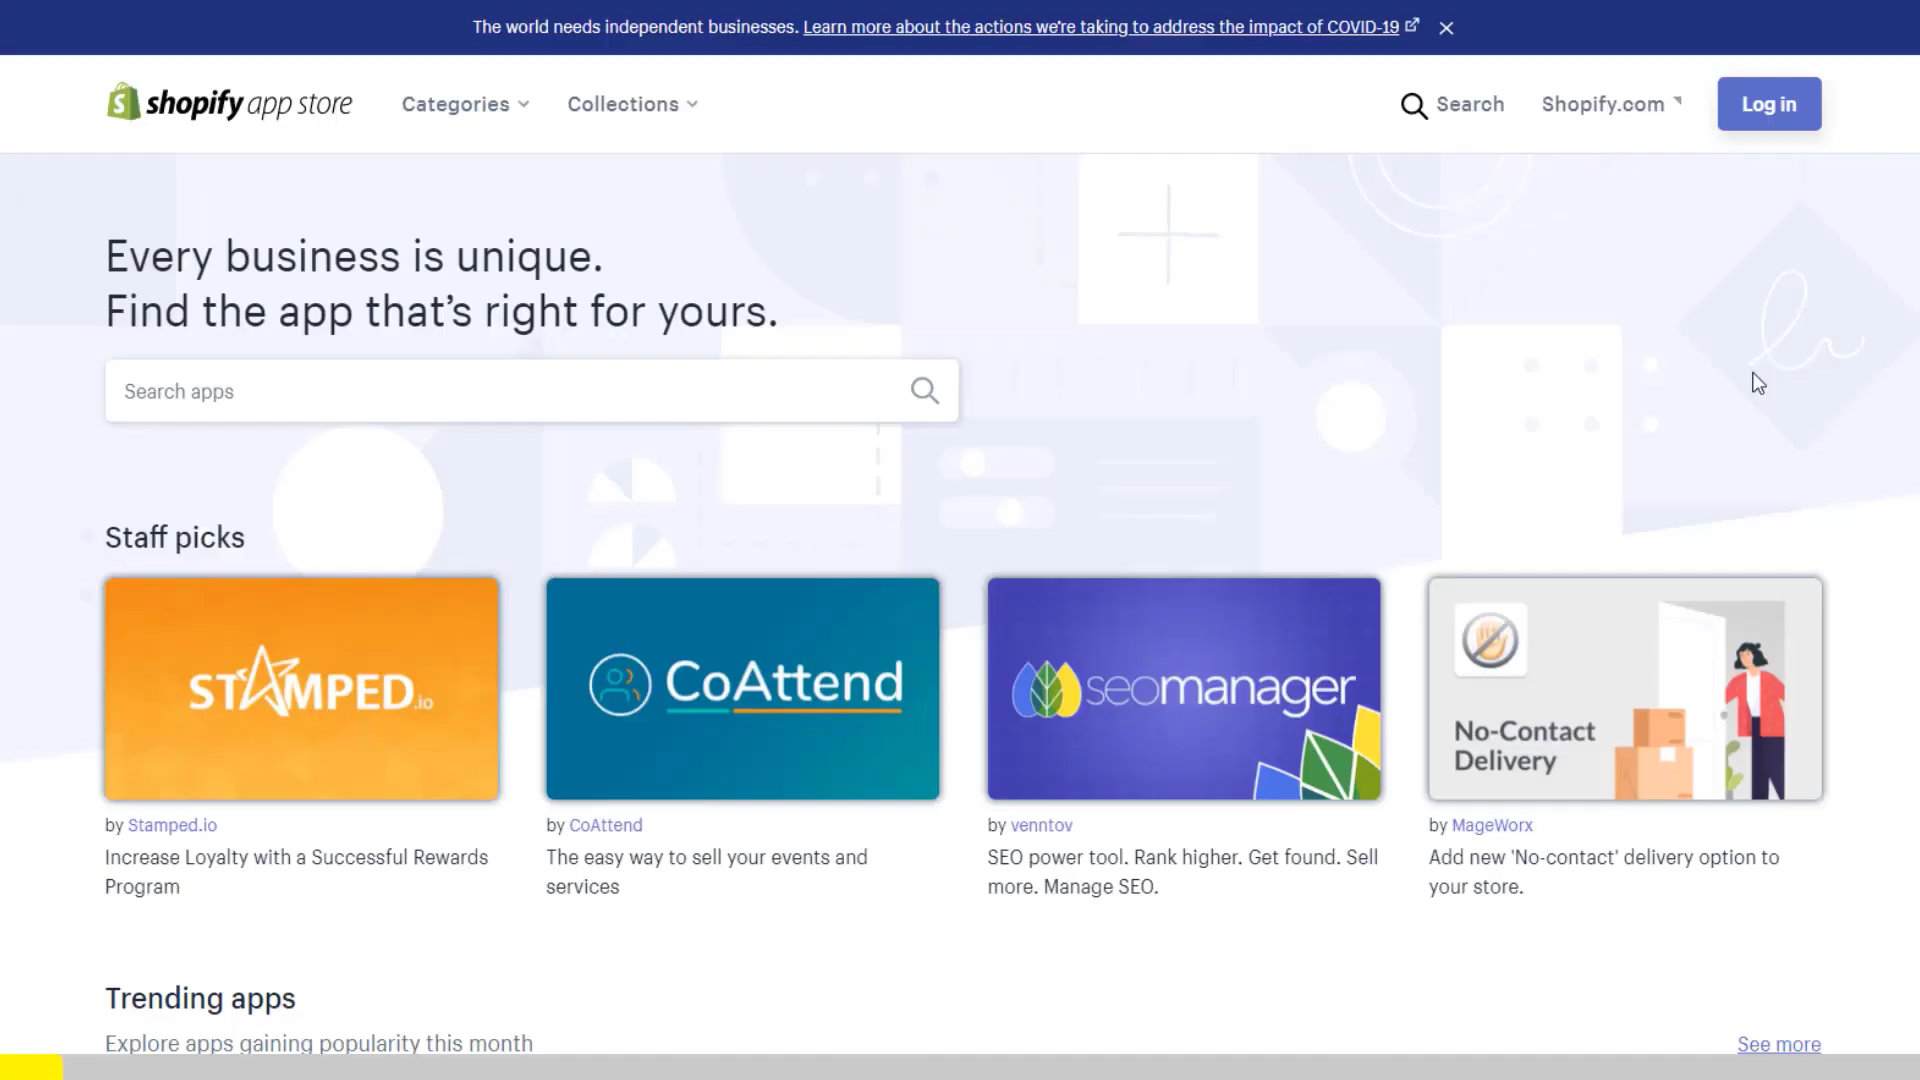 The world needs independent businesses. Learn more about the actions we're taking to address the impact of COVID-19
shopify app store
Categories
Collections
Search
Shopify.com
Log in
Every business is unique.
Find the app that's right for yours.
Search apps
Staff picks
STAMPED.io
CoAttend
seomanager
No-Contact
Delivery
by Stamped.io
Increase Loyalty with a Successful Rewards
Program
by CoAttend
The easy way to sell your events and
services
by venntov
SEO power tool. Rank higher. Get found. Sell
more. Manage SEO.
by MageWorx
Add new 'No-contact' delivery option to
your store.
Trending apps
Explore apps gaining popularity this month
See more